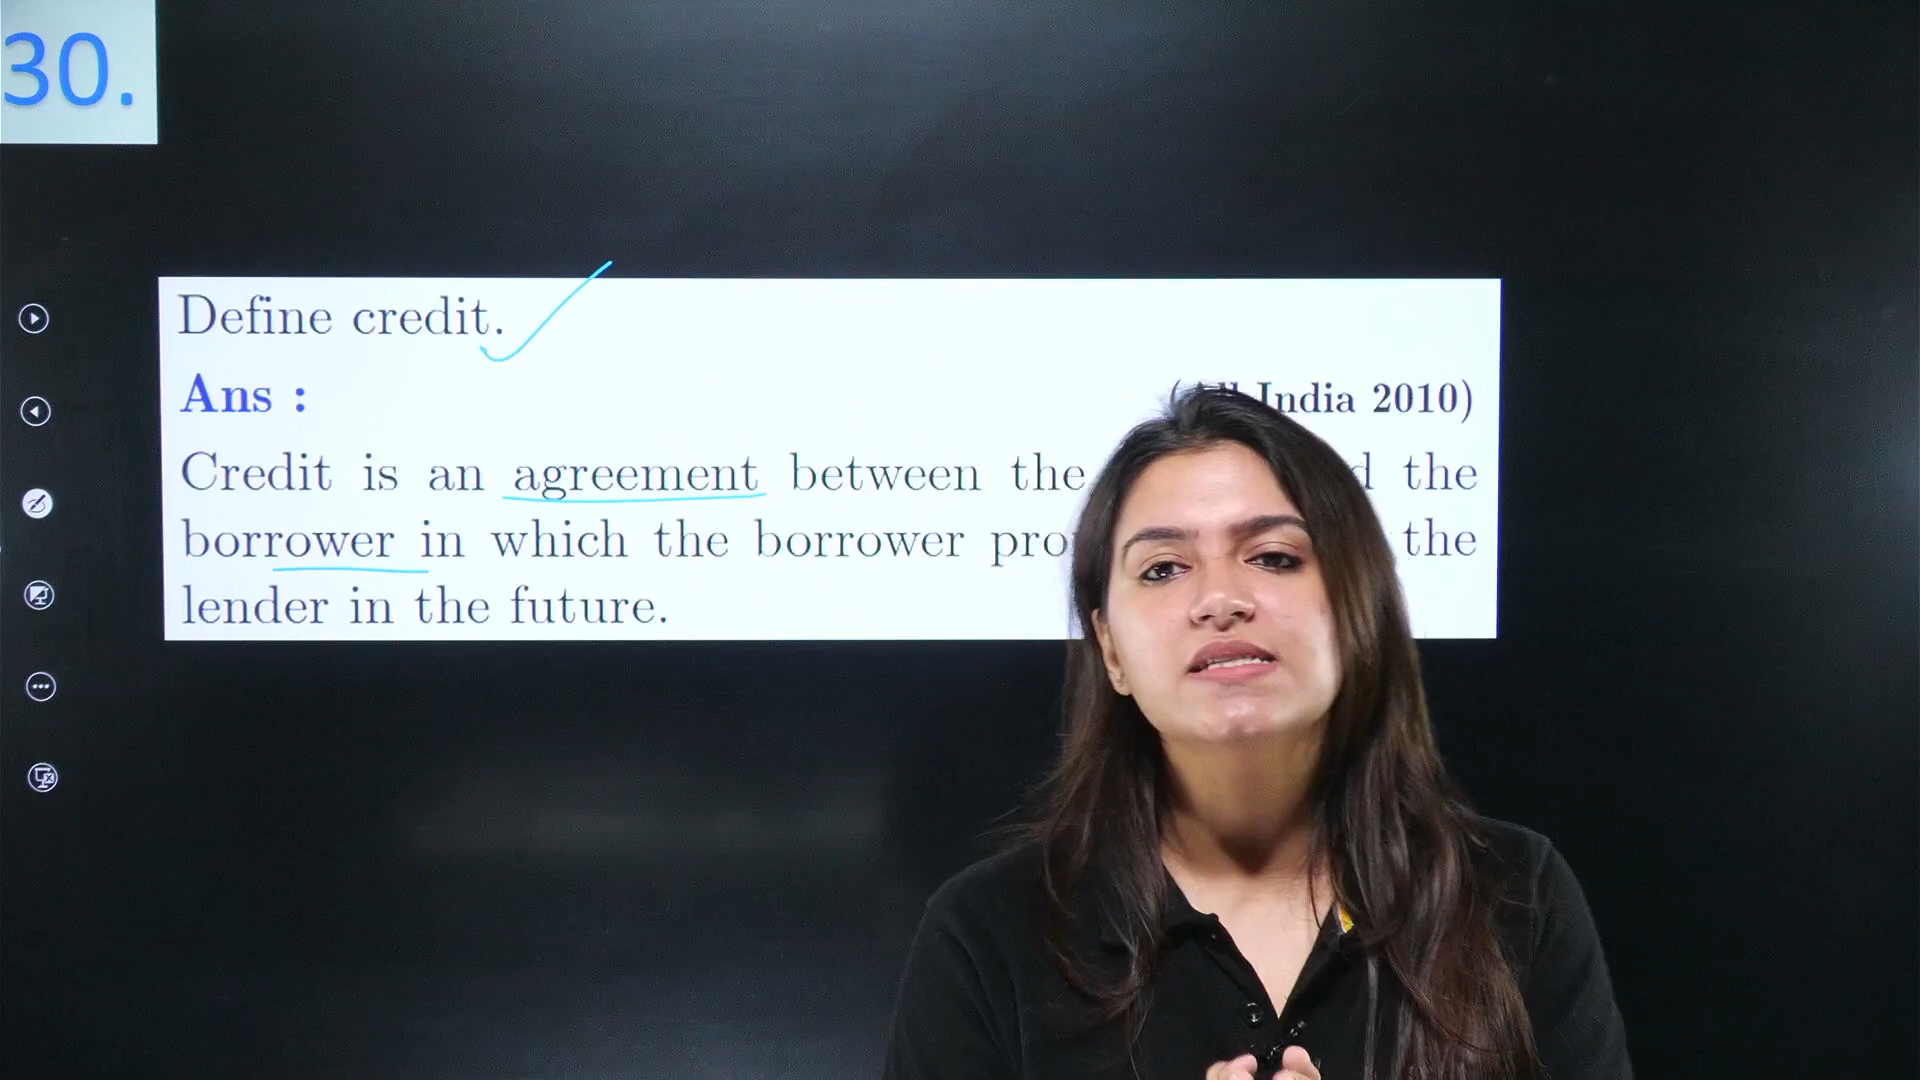 30.
Define credit.
Ans :
India 2010)
Credit is an agreement between the the
borrower in which the borrower the
lender in the future.